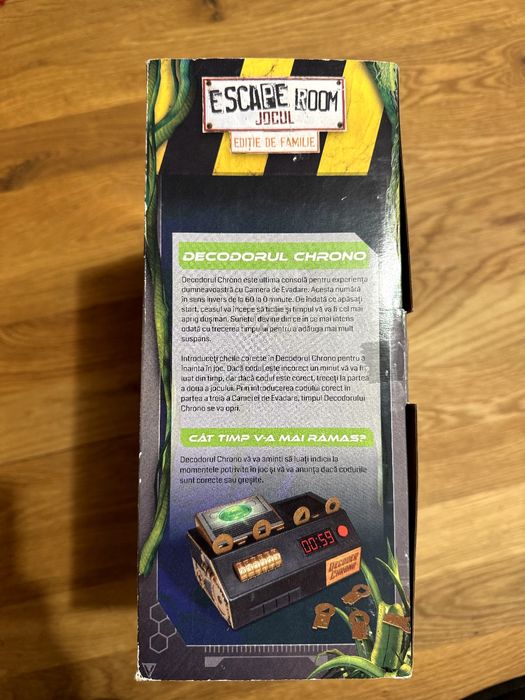 ESCAPE ROOM
JOCUL
EDIȚIE DE FAMILIE
DECODORUL CHRONO
Decodorul Chrono este ultima consolă pentru experiența
dumneavoastră cu Camera de Evadare. Acesta numără
în sens invers de la 60 la 0 minute. De îndată ce apăsați
start, ceasul va începe să ticăie și timpul vă va fi cel
mai aprig dușman. Sunetel devine din ce în ce mai intens
odată cu trecerea timpului pentru a adăuga mai mult
suspans.
Introduceți cheile corecte în Decodorul Chrono pentru a
înainta în joc. Dacă codul este incorect un minut vă va fi
luat din timp, dar dacă codul este corect, treceți la partea
a doua a jocului. Prin introducerea codului corect în
partea a treia a Camerei de Evadare, timpul Decodorului
Chrono se va opri.
CÂT TIMP V-A MAI RĂMAS?
Decodorul Chrono vă va aminti să luați indicii la
momentele potrivite în joc și vă va anunța dacă codurile
sunt corecte sau greșite.
00:59
DECODER
CHRONO